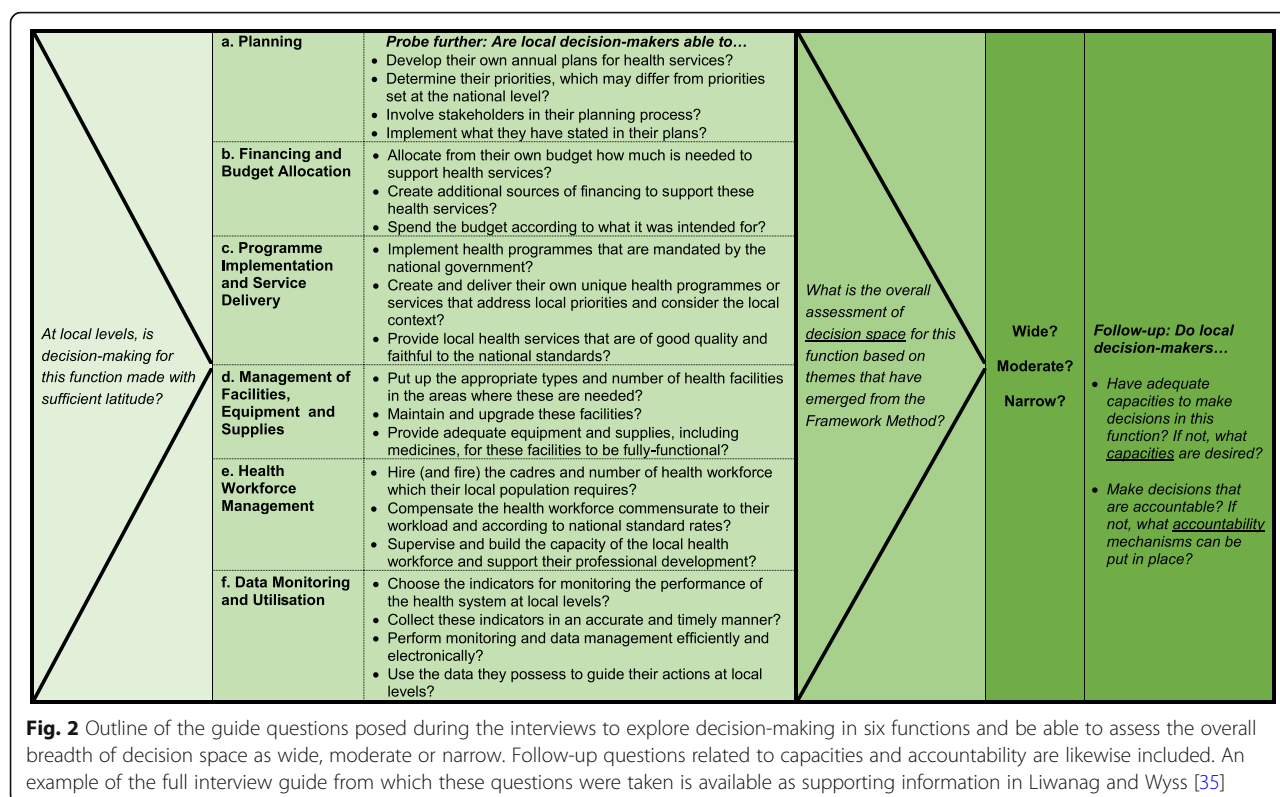 At local levels, is
decision-making for
this function made with
sufficient latitude?
a. Planning
Probe further: Are local decision-makers able to…
• Develop their own annual plans for health services?
• Determine their priorities, which may differ from priorities
set at the national level?
• Involve stakeholders in their planning process?
• Implement what they have stated in their plans?
b. Financing and
Budget Allocation
• Allocate from their own budget how much is needed to
support health services?
• Create additional sources of financing to support these
health services?
• Spend the budget according to what it was intended for?
c. Programme
Implementation
and Service
Delivery
• Implement health programmes that are mandated by the
national government?
• Create and deliver their own unique health programmes or
services that address local priorities and consider the local
context?
• Provide local health services that are of good quality and
faithful to the national standards?
d. Management of
Facilities,
Equipment and
Supplies
• Put up the appropriate types and number of health facilities
in the areas where these are needed?
• Maintain and upgrade these facilities?
• Provide adequate equipment and supplies, including
medicines, for these facilities to be fully-functional?
e. Health
Workforce
Management
• Hire (and fire) the cadres and number of health workforce
which their local population requires?
• Compensate the health workforce commensurate to their
workload and according to national standard rates?
• Supervise and build the capacity of the local health
workforce and support their professional development?
f. Data Monitoring
and Utilisation
• Choose the indicators for monitoring the performance of
the health system at local levels?
• Collect these indicators in an accurate and timely manner?
• Perform monitoring and data management efficiently and
electronically?
• Use the data they possess to guide their actions at local
levels?
What is the overall
assessment of
decision space for this
function based on
themes that have
emerged from the
Framework Method?
Wide?
Moderate?
Narrow?
Follow-up: Do local
decision-makers…
• Have adequate
capacities to make
decisions in this
function? If not, what
capacities are desired?
• Make decisions that
are accountable? If
not, what accountability
mechanisms can be
put in place?
Fig. 2 Outline of the guide questions posed during the interviews to explore decision-making in six functions and be able to assess the overall
breadth of decision space as wide, moderate or narrow. Follow-up questions related to capacities and accountability are likewise included. An
example of the full interview guide from which these questions were taken is available as supporting information in Liwanag and Wyss [35]